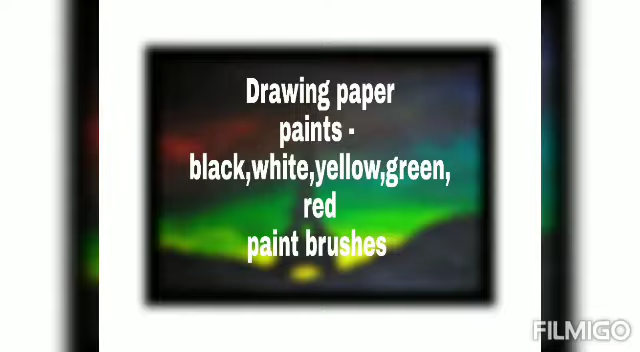 Drawing paper
paints -
black,white,yellow,green,
red
paint brushes
FILMIGO